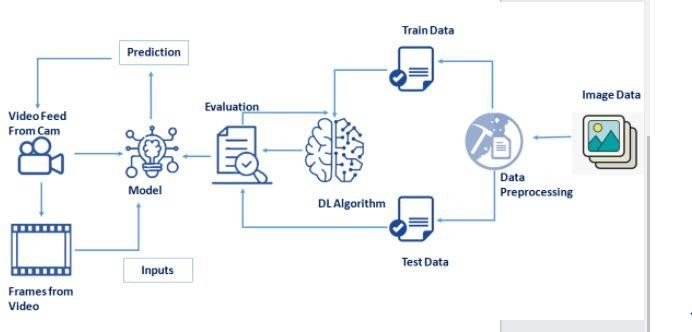 Train Data
Prediction
Image Data
Evaluation
Video Feed
From Cam
Model
Data
Preprocessing
DL Algorithm
Test Data
Inputs
Frames from
Video